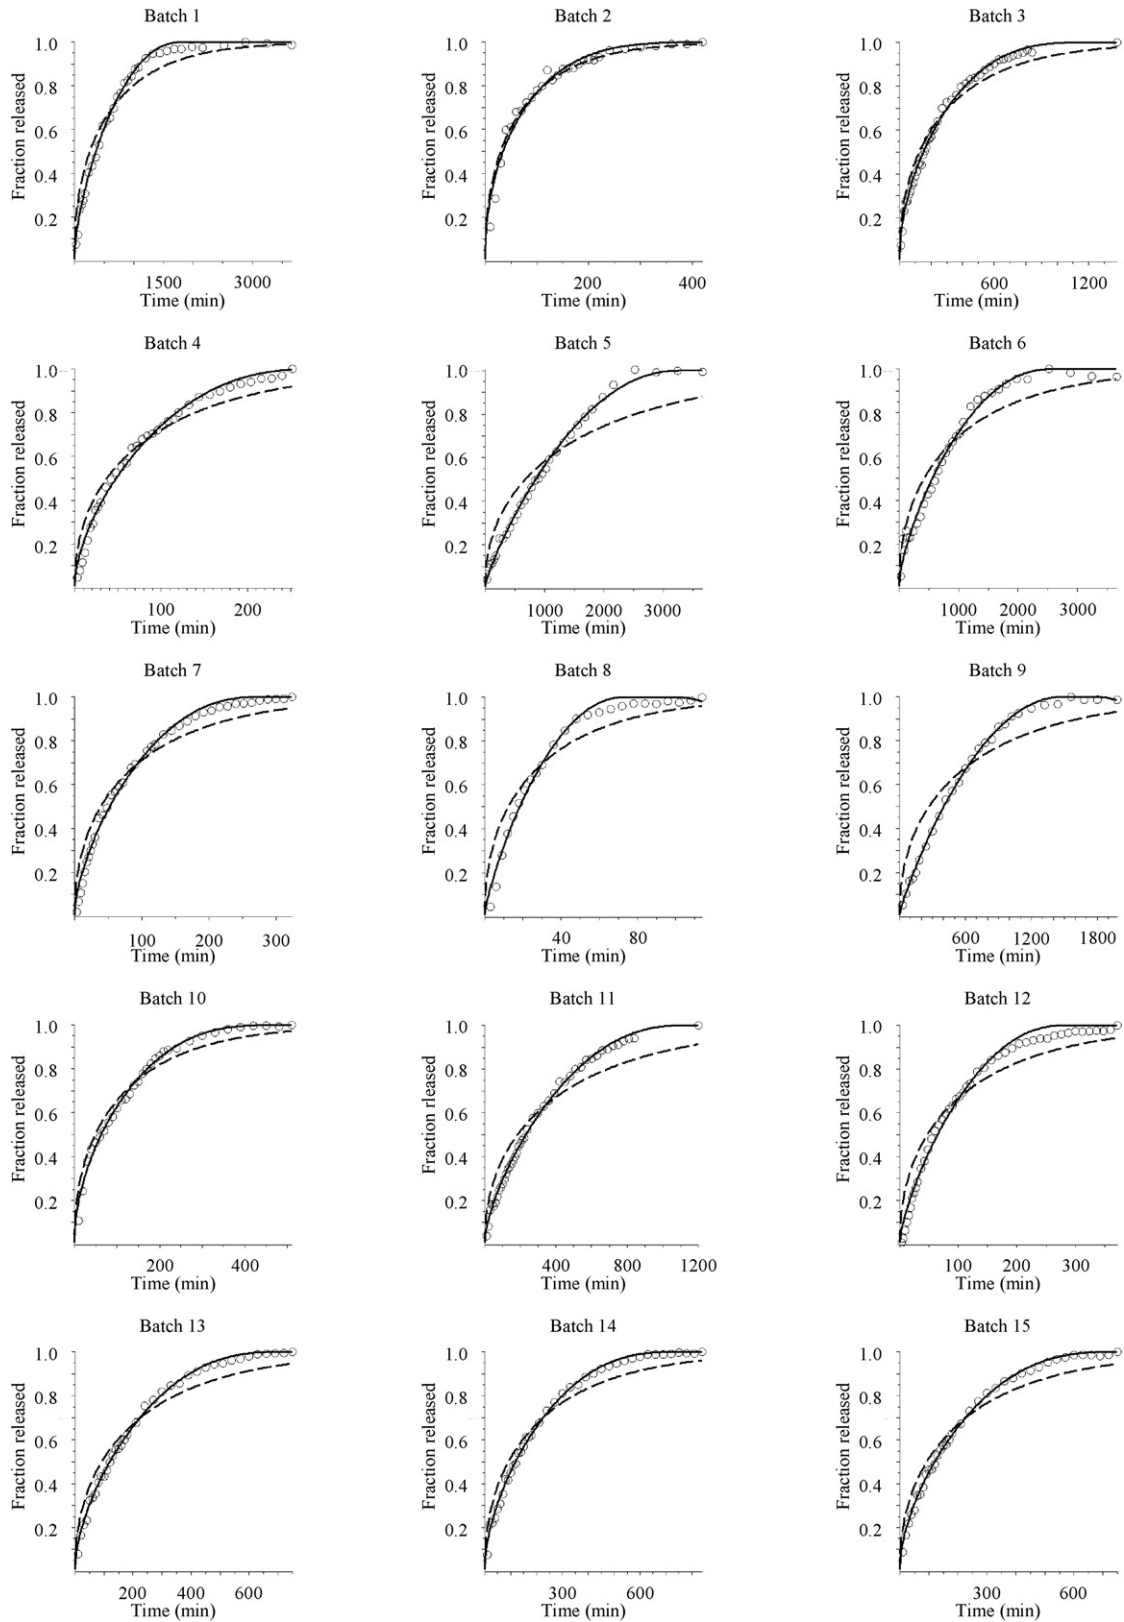 Batch 1
Fraction released
1.0
0.8
0.6
0.4
0.2
1500 3000
Time (min)
Batch 2
Fraction released
1.0
0.8
0.6
0.4
0.2
200 400
Time (min)
Batch 3
Fraction released
1.0
0.8
0.6
0.4
0.2
600 1200
Time (min)
Batch 4
Fraction released
1.0
0.8
0.6
0.4
0.2
100 200
Time (min)
Batch 5
Fraction released
1.0
0.8
0.6
0.4
0.2
1000 2000 3000
Time (min)
Batch 6
Fraction released
1.0
0.8
0.6
0.4
0.2
1000 2000 3000
Time (min)
Batch 7
Fraction released
1.0
0.8
0.6
0.4
0.2
100 200 300
Time (min)
Batch 8
Fraction released
1.0
0.8
0.6
0.4
0.2
40 80
Time (min)
Batch 9
Fraction released
1.0
0.8
0.6
0.4
0.2
600 1200 1800
Time (min)
Batch 10
Fraction released
1.0
0.8
0.6
0.4
0.2
200 400
Time (min)
Batch 11
Fraction rleased
1.0
0.8
0.6
0.4
0.2
400 800 1200
Time (min)
Batch 12
Fraction released
1.0
0.8
0.6
0.4
0.2
100 200 300
Time (min)
Batch 13
Fraction released
1.0
0.8
0.6
0.4
0.2
200 400 600
Time (min)
Batch 14
Fraction released
1.0
0.8
0.6
0.4
0.2
300 600
Time (min)
Batch 15
Fraction released
1.0
0.8
0.6
0.4
0.2
300 600
Time (min)